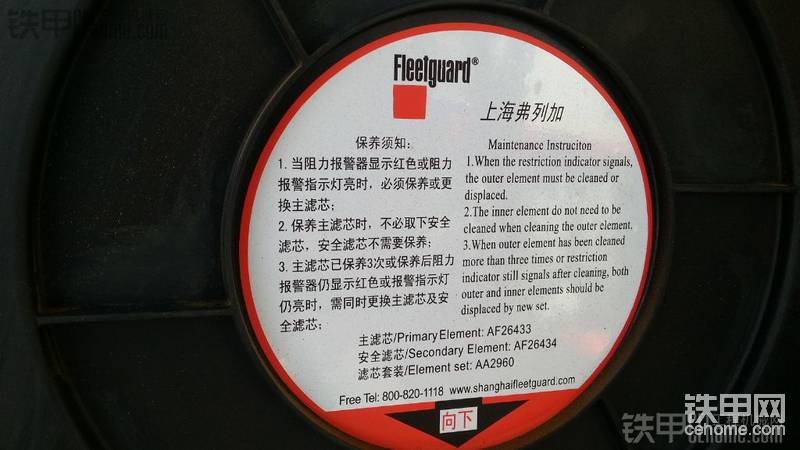 Fleetguard®
上海弗列加
保养须知:
1. 当阻力报警器显示红色或阻力
报警指示灯亮时，必须保养或更
换主滤芯;
2. 保养主滤芯时，不必取下安全
滤芯，安全滤芯不需要保养;
3. 主滤芯已保养3次或保养后阻力
报警器仍显示红色或报警指示灯
仍亮时，需同时更换主滤芯及安
全滤芯;
Maintenance Instruciton
1.When the restriction indicator signals,
the outer element must be cleaned or
displaced.
2.The inner element do not need to be
cleaned when cleaning the outer element.
3.When outer element has been cleaned
more than three times or restriction
indicator still signals after cleaning, both
outer and inner elements should be
displaced by new set.
主滤芯/Primary Element: AF26433
安全滤芯/Secondary Element: AF26434
滤芯套装/Element set: AA2960
Free Tel: 800-820-1118 www.shanghaifleetguard.com
向下
铁甲网
cehome.com